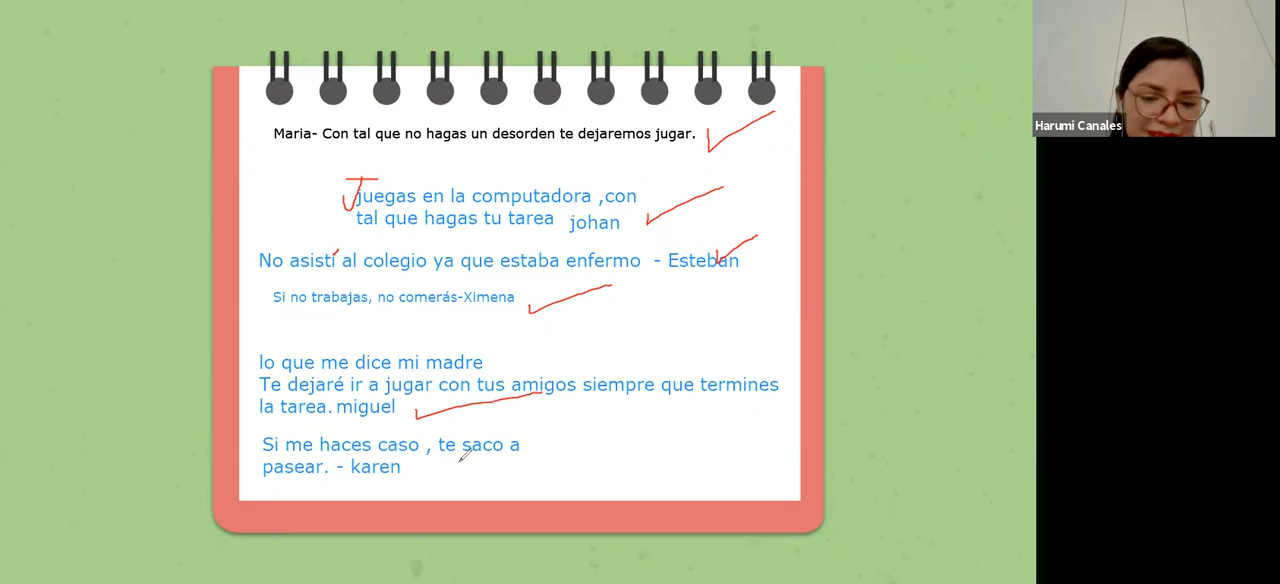 Maria- Con tal que no hagas un desorden te dejaremos jugar.
juegas en la computadora ,con
tal que hagas tu tarea johan
No asistí al colegio ya que estaba enfermo - Esteban
Si no trabajas, no comerás-Ximena
lo que me dice mi madre
Te dejaré ir a jugar con tus amigos siempre que termines
la tarea. miguel
Si me haces caso , te saco a
pasear. - karen
Harumi Canales